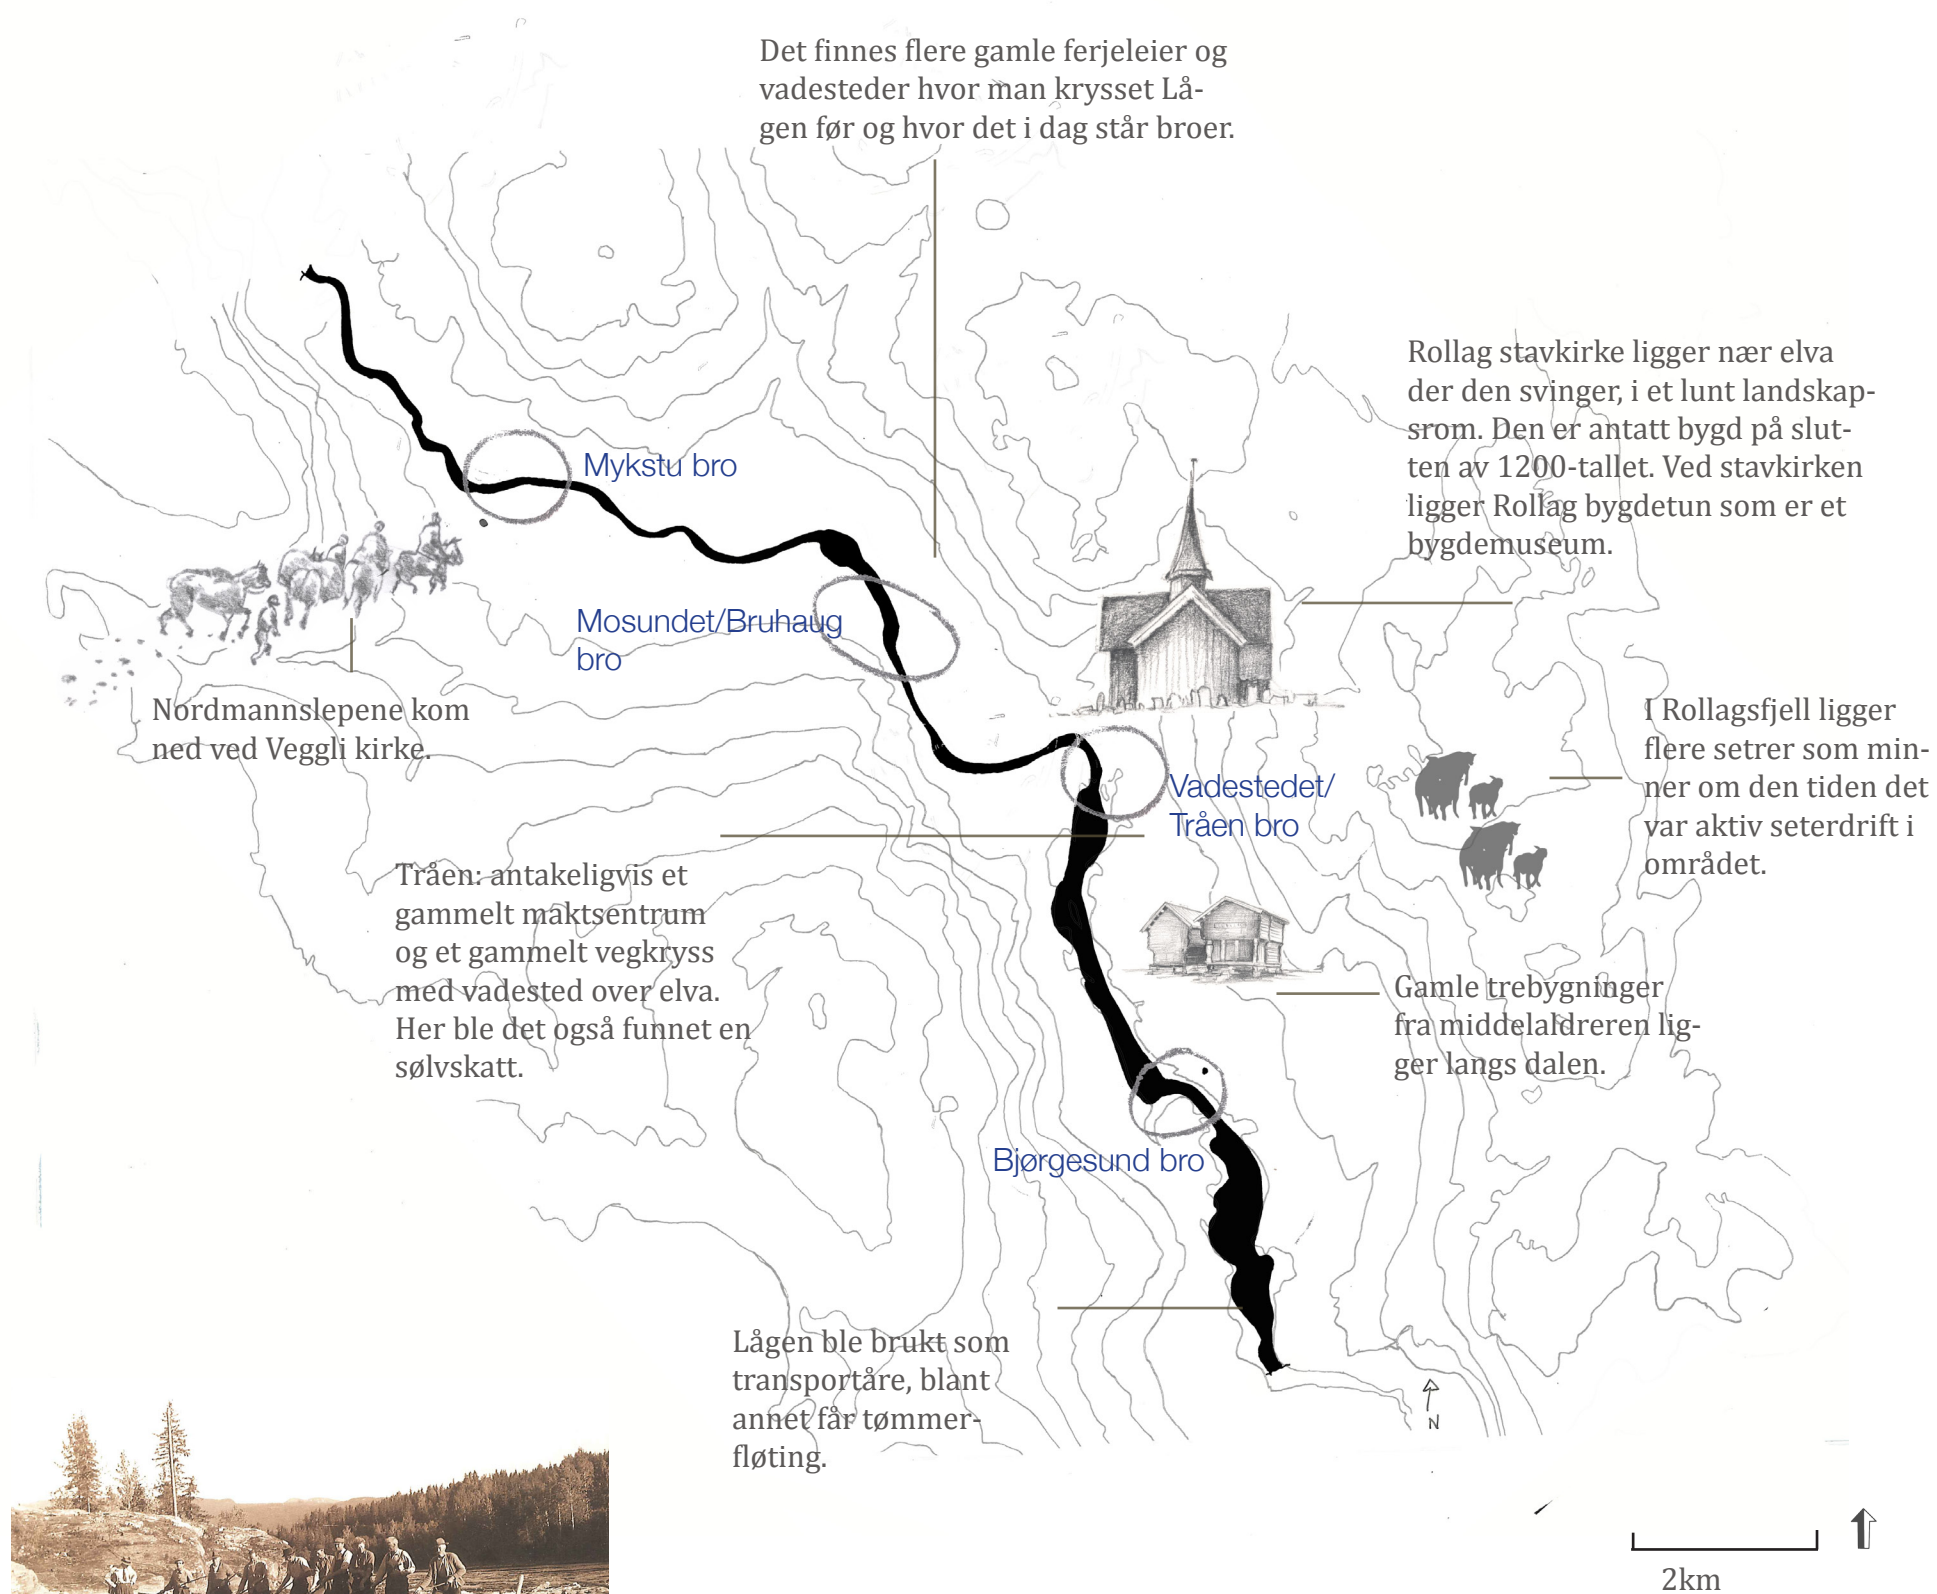 Det finnes flere gamle ferjeleier og
vadesteder hvor man krysset Lå-
gen før og hvor det i dag står broer.
Rollag stavkirke ligger nær elva
der den svinger, i et lunt landskap-
srom. Den er antatt bygd på slut-
ten av 1200-tallet. Ved stavkirken
ligger Rollag bygdetun som er et
bygdemuseum.
Mykstu bro
Mosundet/Bruhaug
bro
Nordmannslepene kom
ned ved Veggli kirke.
I Rollagsfjell ligger
flere setrer som min-
ner om den tiden det
var aktiv seterdrift i
området.
Vadestedet/
Tråen bro
Tråen: antakeligvis et
gammelt maktsentrum
og et gammelt vegkryss
med vadested over elva.
Her ble det også funnet en
sølvskatt.
Gamle trebygninger
fra middelaldreren lig-
ger langs dalen.
Bjørgesund bro
Lågen ble brukt som
transportåre, blant
annet får tømmer-
fløting.
N
2km